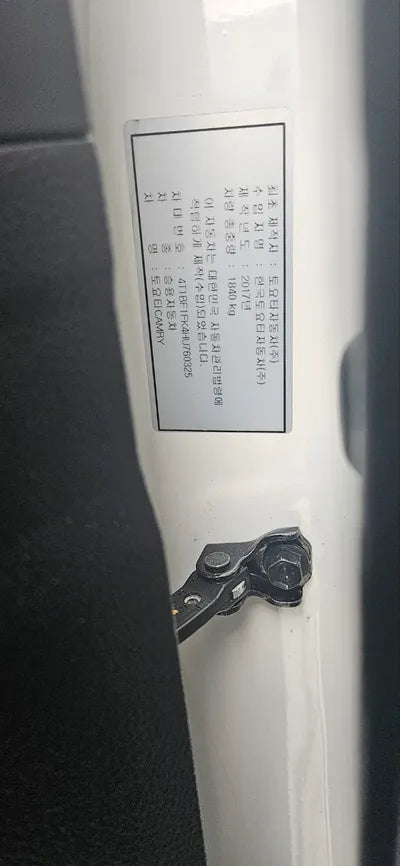 최초 제작자 : 토요타자동차(주)
수입자명 : 한국토요타자동차(주)
제작년도 : 2017년
차량 총중량 : 1840 kg
이 자동차는 대한민국 자동차관리법령에
적합하게 제작(수입)되었습니다.
차대번호 : 4T1BF1FK4HU760325
차종 : 승용자동차
차명 : 토요타CAMRY